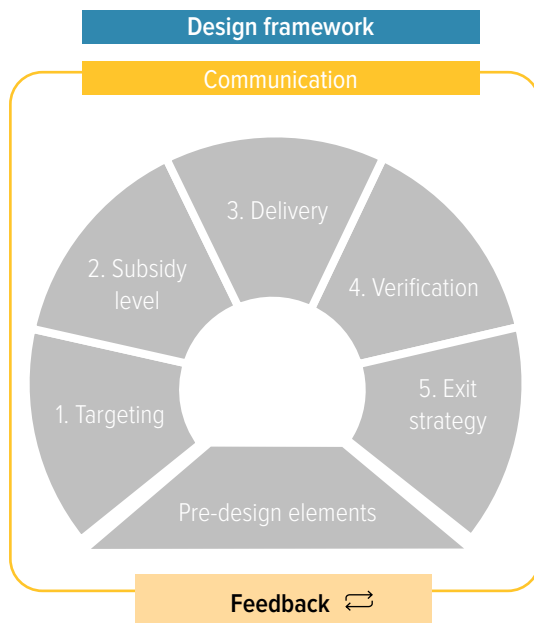 Design framework
Communication
3. Delivery
2. Subsidy
level
4. Verification
1. Targeting
5. Exit
strategy
Pre-design elements
Feedback